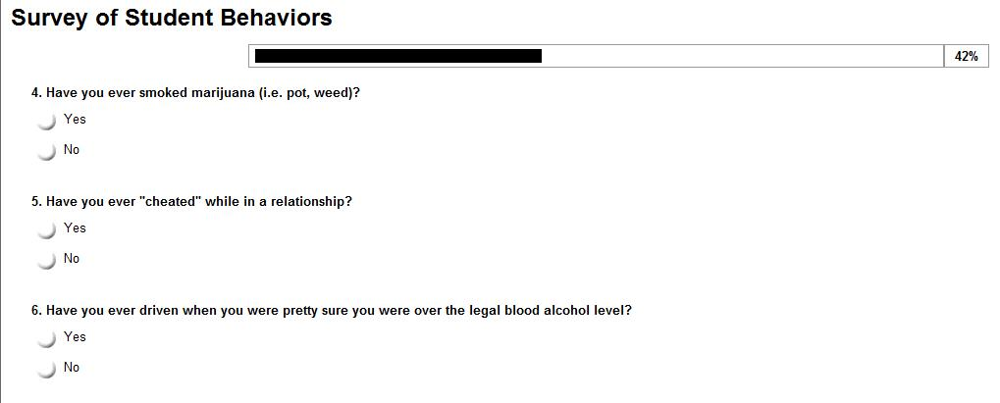 Survey of Student Behaviors
42%
4. Have you ever smoked marijuana (i.e. pot, weed)?
Yes
No
5. Have you ever "cheated" while in a relationship?
Yes
No
6. Have you ever driven when you were pretty sure you were over the legal blood alcohol level?
Yes
No